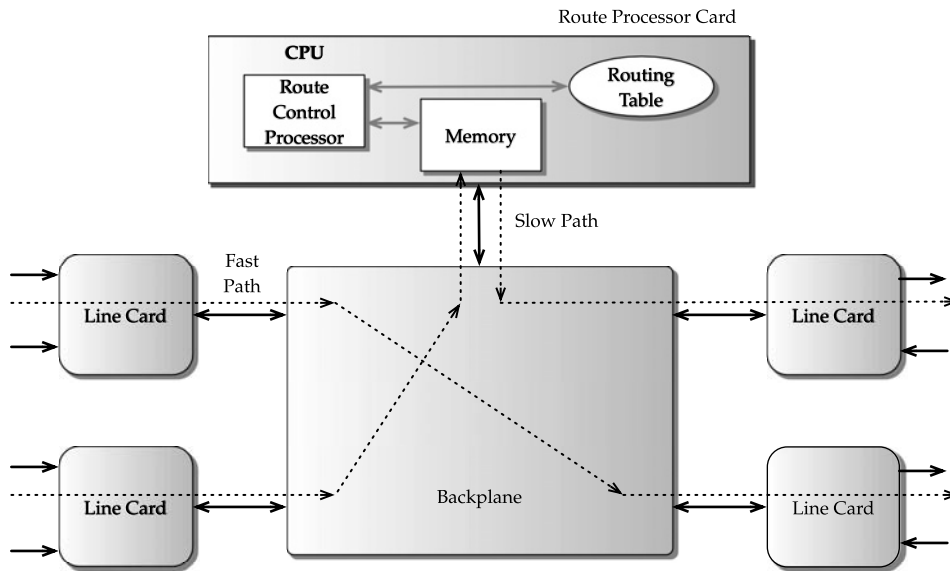 Route Processor Card
CPU
Route
Control
Processor
Routing
Table
Memory
Slow Path
Fast
Path
Line Card
Line Card
Line Card
Backplane
Line Card